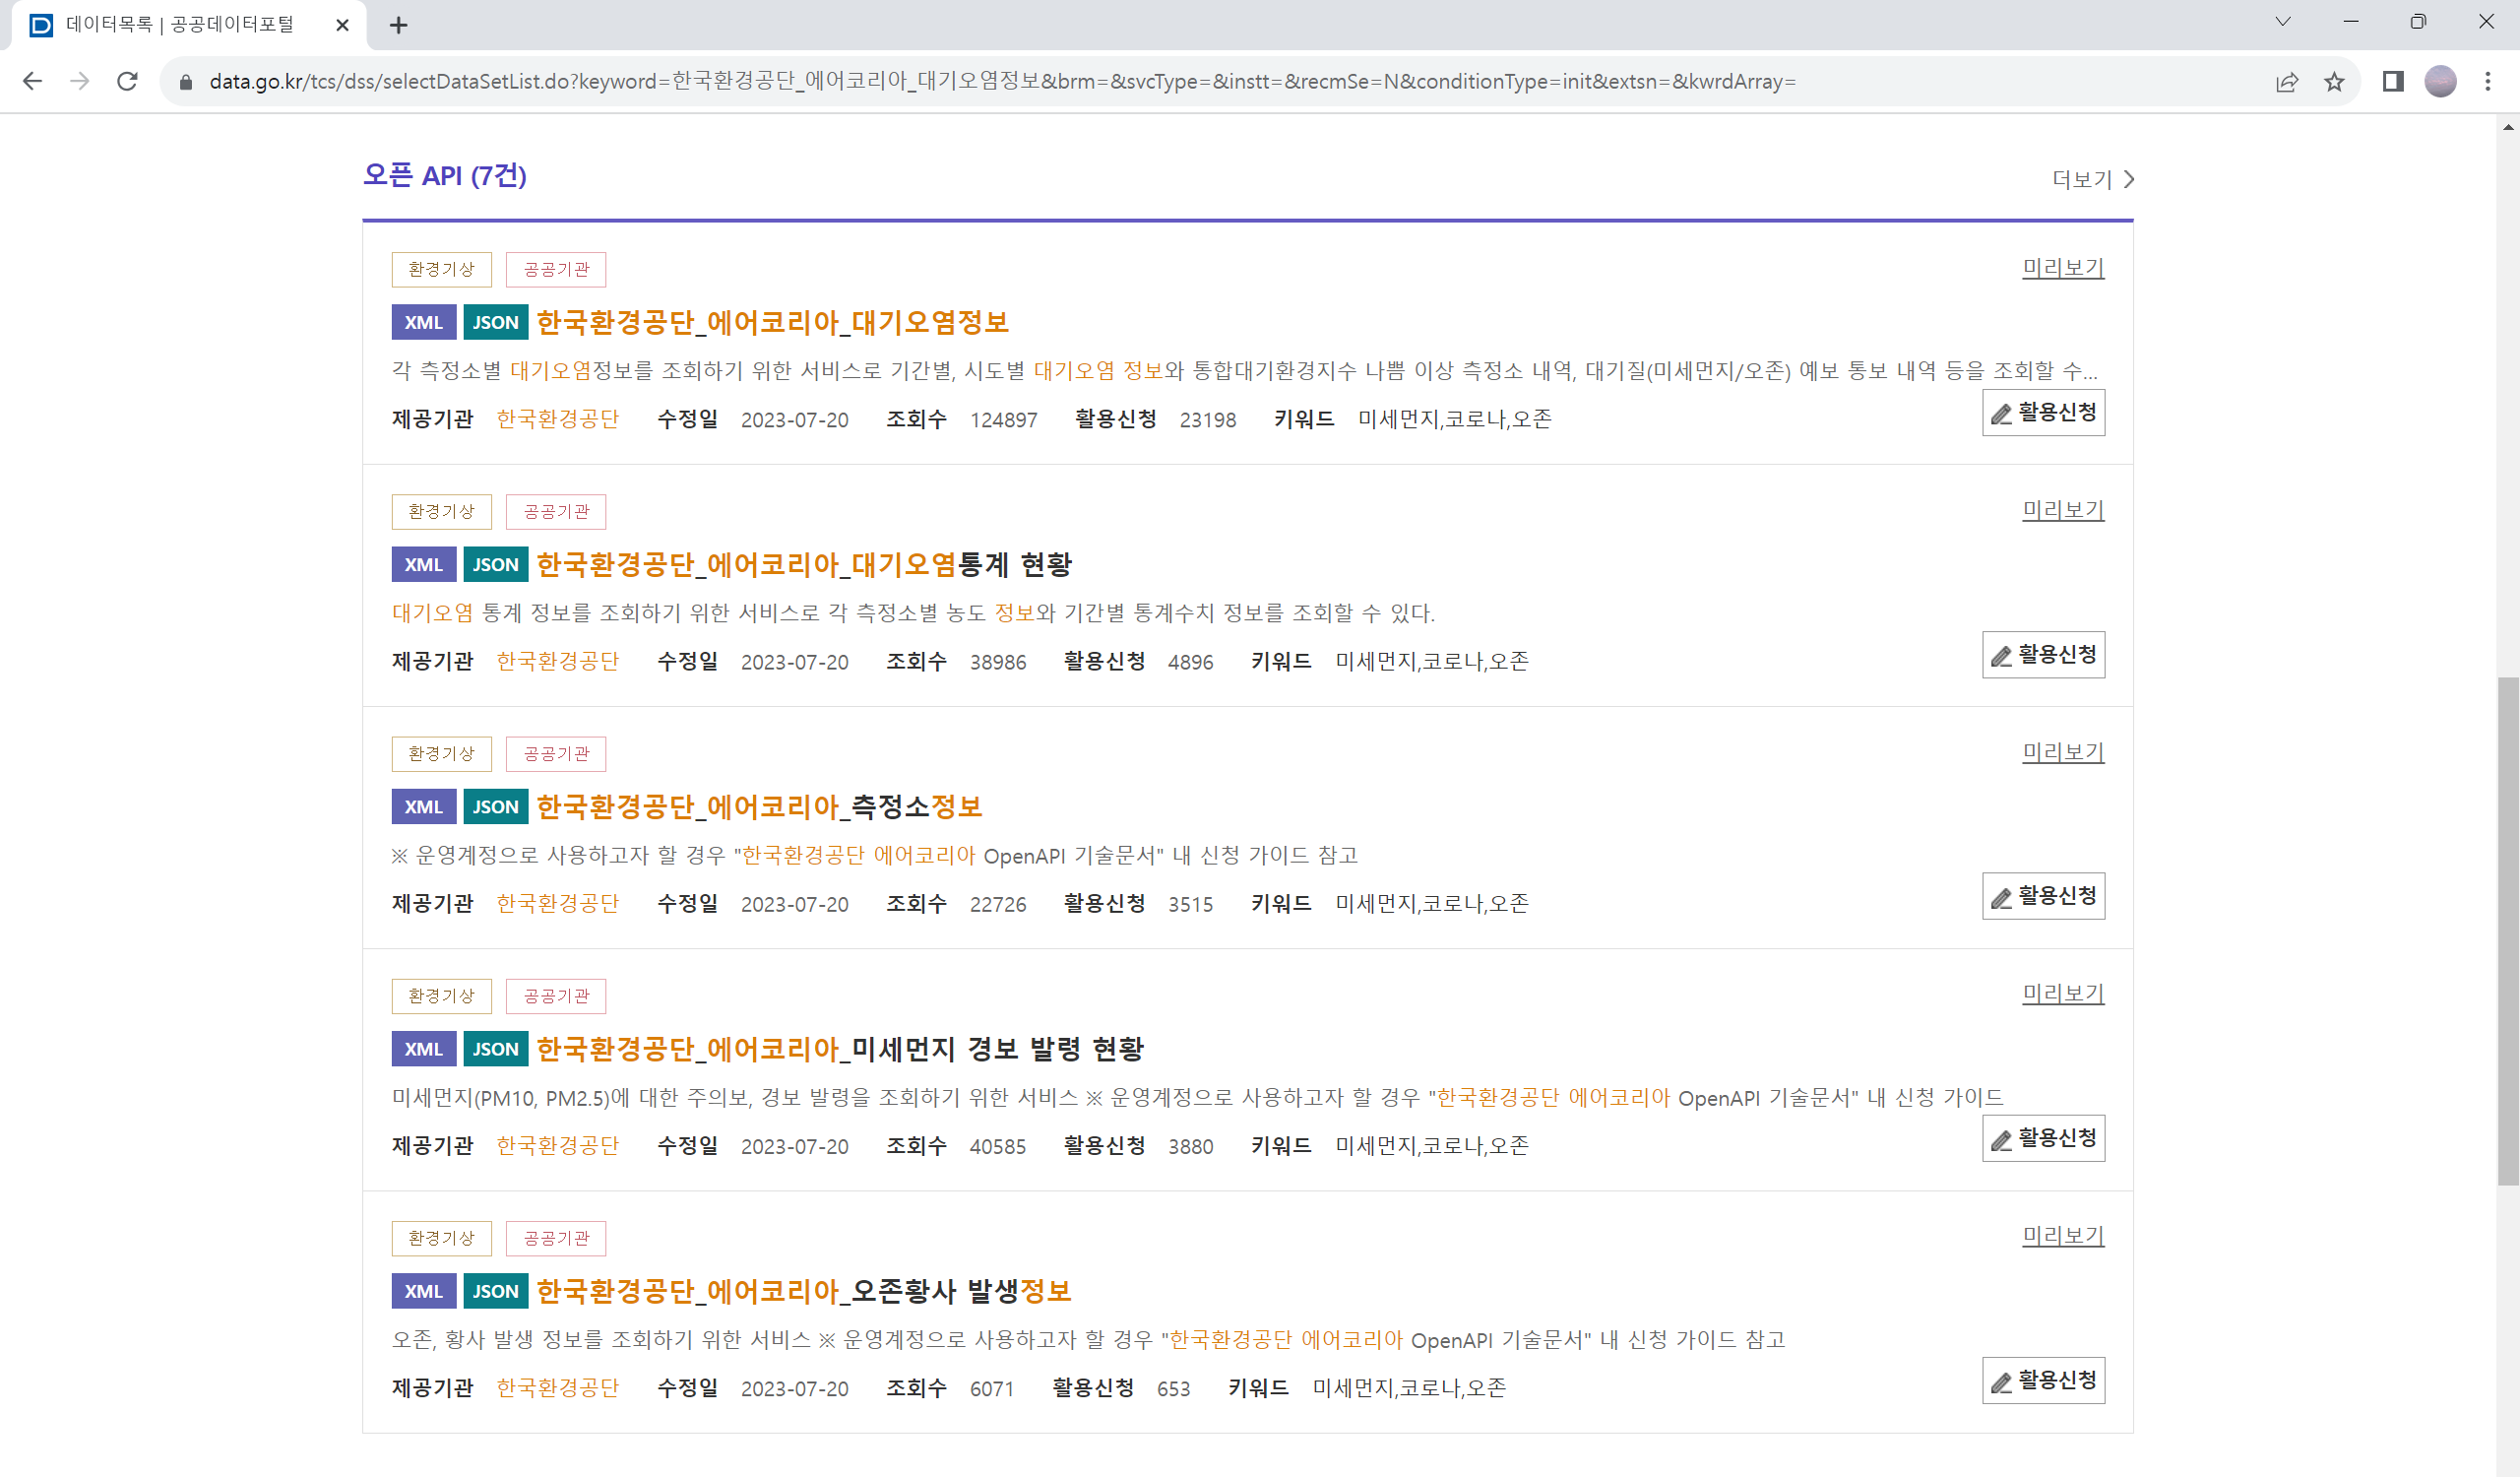 데이터목록 | 공공데이터포털
data.go.kr/tcs/dss/selectDataSetList.do?keyword=한국환경공단_에어코리아_대기오염정보&brm=&svcType=&instt=&recmSe=N&conditionType=init&extsn=&kwrdArray=
오픈 API (7건) 더보기
환경기상 공공기관 미리보기
XML JSON 한국환경공단_에어코리아_대기오염정보
각 측정소별 대기오염정보를 조회하기 위한 서비스로 기간별, 시도별 대기오염 정보와 통합대기환경지수 나쁨 이상 측정소 내역, 대기질(미세먼지/오존) 예보 통보 내역 등을 조회할 수...
제공기관 한국환경공단 수정일 2023-07-20 조회수 124897 활용신청 23198 키워드 미세먼지,코로나,오존 활용신청
환경기상 공공기관 미리보기
XML JSON 한국환경공단_에어코리아_대기오염통계 현황
대기오염 통계 정보를 조회하기 위한 서비스로 각 측정소별 농도 정보와 기간별 통계수치 정보를 조회할 수 있다.
제공기관 한국환경공단 수정일 2023-07-20 조회수 38986 활용신청 4896 키워드 미세먼지,코로나,오존 활용신청
환경기상 공공기관 미리보기
XML JSON 한국환경공단_에어코리아_측정소정보
※ 운영계정으로 사용하고자 할 경우 "한국환경공단 에어코리아 OpenAPI 기술문서" 내 신청 가이드 참고
제공기관 한국환경공단 수정일 2023-07-20 조회수 22726 활용신청 3515 키워드 미세먼지,코로나,오존 활용신청
환경기상 공공기관 미리보기
XML JSON 한국환경공단_에어코리아_미세먼지 경보 발령 현황
미세먼지(PM10, PM2.5)에 대한 주의보, 경보 발령을 조회하기 위한 서비스 ※ 운영계정으로 사용하고자 할 경우 "한국환경공단 에어코리아 OpenAPI 기술문서" 내 신청 가이드
제공기관 한국환경공단 수정일 2023-07-20 조회수 40585 활용신청 3880 키워드 미세먼지,코로나,오존 활용신청
환경기상 공공기관 미리보기
XML JSON 한국환경공단_에어코리아_오존황사 발생정보
오존, 황사 발생 정보를 조회하기 위한 서비스 ※ 운영계정으로 사용하고자 할 경우 "한국환경공단 에어코리아 OpenAPI 기술문서" 내 신청 가이드 참고
제공기관 한국환경공단 수정일 2023-07-20 조회수 6071 활용신청 653 키워드 미세먼지,코로나,오존 활용신청